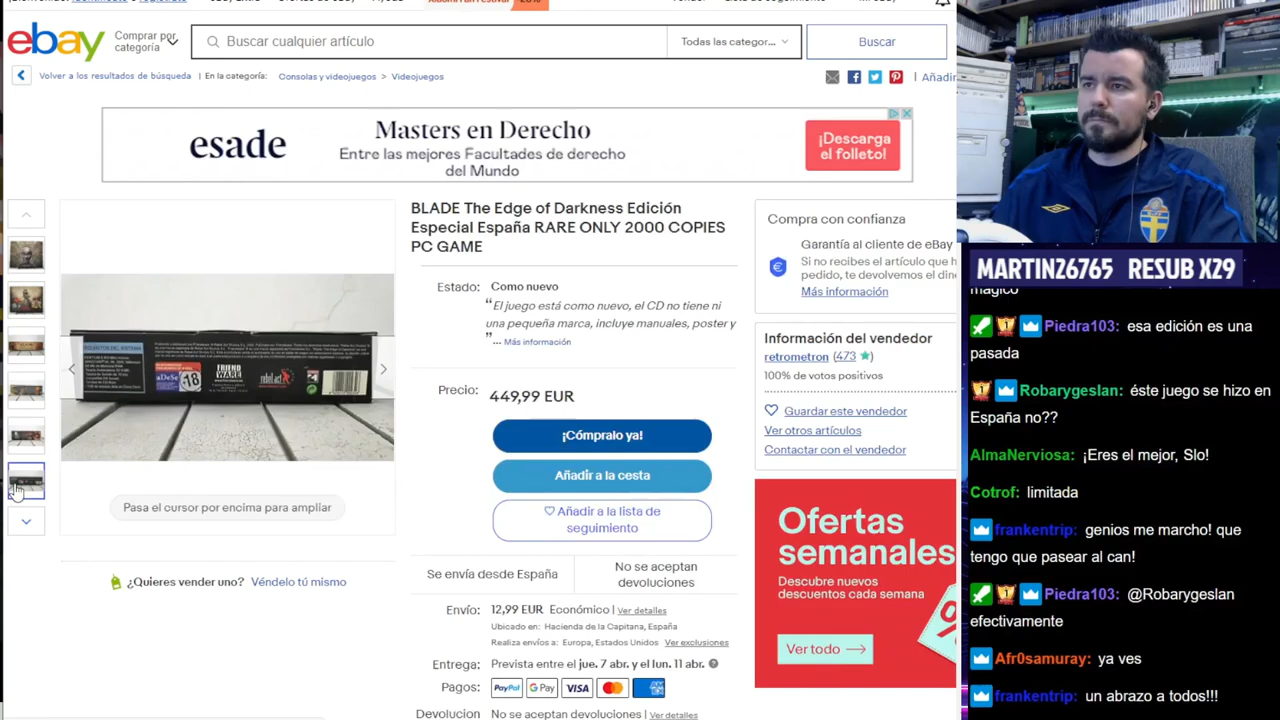 ebay
Comprar por
categoría
Buscar cualquier artículo
Todas las categor...
Buscar
Volver a los resultados de búsqueda
| En la categoría:
Consolas y videojuegos
>
Videojuegos
Añadir
esade
Masters en Derecho
Entre las mejores Facultades de derecho
del Mundo
¡Descarga
el folleto!
BLADE The Edge of Darkness Edición
Especial España RARE ONLY 2000 COPIES
PC GAME
Estado:
Como nuevo
“El juego está como nuevo, el CD no tiene ni
una pequeña marca, incluye manuales, poster y
” ... Más información
Precio:
449,99 EUR
¡Cómpralo ya!
Añadir a la cesta
Añadir a la lista de
seguimiento
Se envía desde España
No se aceptan
devoluciones
Envío:
12,99 EUR Económico | Ver detalles
Ubicado en: Hacienda de la Capitana, España
Realiza envíos a: Europa, Estados Unidos Ver exclusiones
Entrega:
Prevista entre el jue. 7 abr. y el lun. 11 abr.
Pagos:
PayPal
G Pay
VISA
Devolucion
No se aceptan devoluciones | Ver detalles
aDeSe
18
FRIEND
WARE
Pasa el cursor por encima para ampliar
¿Quieres vender uno? Véndelo tú mismo
Compra con confianza
Garantía al cliente de eBay
Si no recibes el artículo que h
pedido, te devolvemos el dine
Más información
Información del vendedor
retrometron (473 )
100% de votos positivos
Guardar este vendedor
Ver otros artículos
Contactar con el vendedor
Ofertas
semanales
Descubre nuevos
descuentos cada semana
Ver todo
MARTINZ6765 RESUB X29
mágico
Piedra103: esa edición es una
pasada
Robarygeslan: éste juego se hizo en
España no??
AlmaNerviosa: ¡Eres el mejor, Slo!
Cotrof: limitada
frankentrip: genios me marcho! que
tengo que pasear al can!
Piedra103: @Robarygeslan
efectivamente
Afr0samuray: ya ves
frankentrip: un abrazo a todos!!!